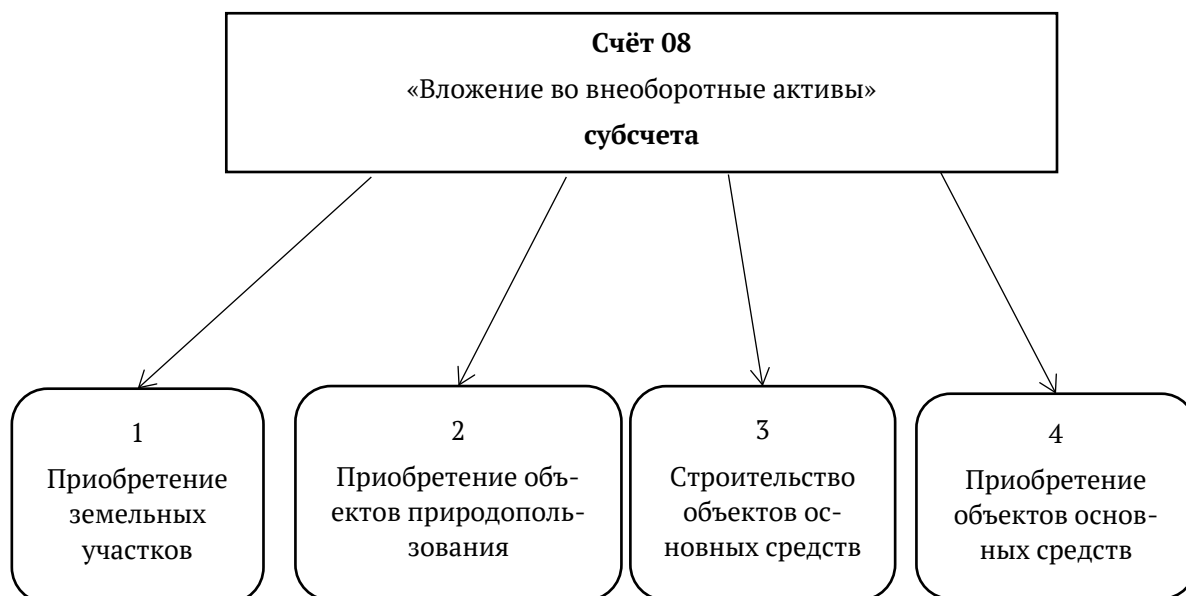 Счёт 08
«Вложение во внеоборотные активы»
субсчета
1
Приобретение
земельных
участков
2
Приобретение объ-
ектов природополь-
зования
3
Строительство
объектов ос-
новных средств
4
Приобретение
объектов основ-
ных средств